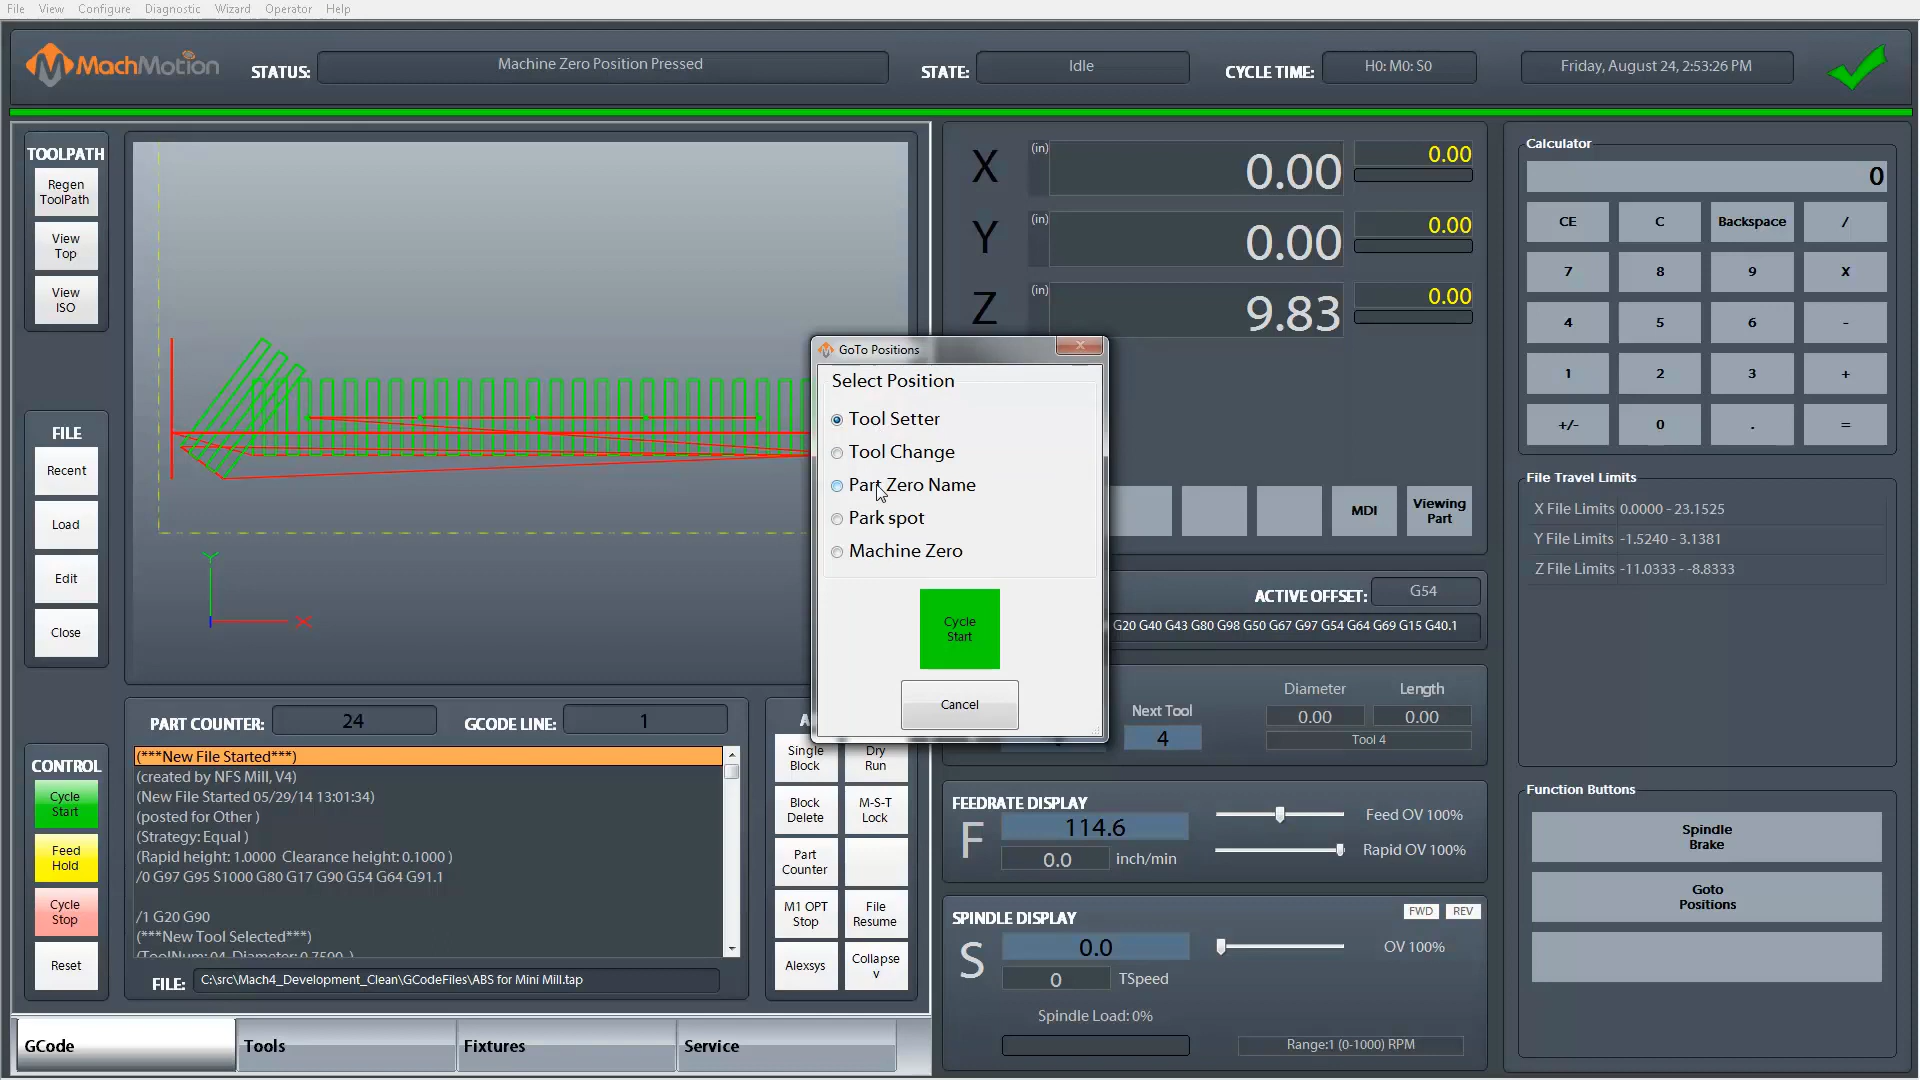 File View Configure Diagnostic Wizard Operator Help
MachMotion
STATUS: Machine Zero Position Pressed
STATE: Idle
CYCLE TIME: H0: M0: S0
Friday, August 24, 2:53:26 PM
TOOLPATH
Regen
ToolPath
View
Top
View
ISO
FILE
Recent
Load
Edit
Close
CONTROL
Cycle
Start
Feed
Hold
Cycle
Stop
Reset
PART COUNTER: 24
GCODE LINE: 1
(***New File Started***)
(created by NFS Mill, V4)
(New File Started 05/29/14 13:01:34)
(posted for Other )
(Strategy: Equal )
(Rapid height: 1.0000  Clearance height: 0.1000 )
/0 G97 G95 S1000 G80 G17 G90 G54 G64 G91.1
/1 G20 G90
(***New Tool Selected***)
(ToolNum: 04 Diameter: 0.7500 )
FILE: C:\src\Mach4_Development_Clean\GCodeFiles\ABS for Mini Mill.tap
Single
Block
Dry
Run
Block
Delete
M-S-T
Lock
Part
Counter
M1 OPT
Stop
File
Resume
Alexsys
Collapse
v
GCode
Tools
Fixtures
Service
X (in) 0.00 0.00
Y (in) 0.00 0.00
Z (in) 9.83 0.00
GoTo Positions
Select Position
Tool Setter
Tool Change
Part Zero Name
Park spot
Machine Zero
Cycle
Start
Cancel
MDI
Viewing
Part
ACTIVE OFFSET: G54
G20 G40 G43 G80 G98 G50 G67 G97 G54 G64 G69 G15 G40.1
Next Tool
4
Diameter Length
0.00 0.00
Tool 4
FEEDRATE DISPLAY
F 114.6
0.0 inch/min
Feed OV 100%
Rapid OV 100%
SPINDLE DISPLAY
FWD REV
S 0.0
OV 100%
0 TSpeed
Spindle Load: 0%
Range:1 (0-1000) RPM
Calculator
0
CE C Backspace /
7 8 9 X
4 5 6 -
1 2 3 +
+/- 0 . =
File Travel Limits
X File Limits 0.0000 - 23.1525
Y File Limits -1.5240 - 3.1381
Z File Limits -11.0333 - -8.8333
Function Buttons
Spindle
Brake
Goto
Positions